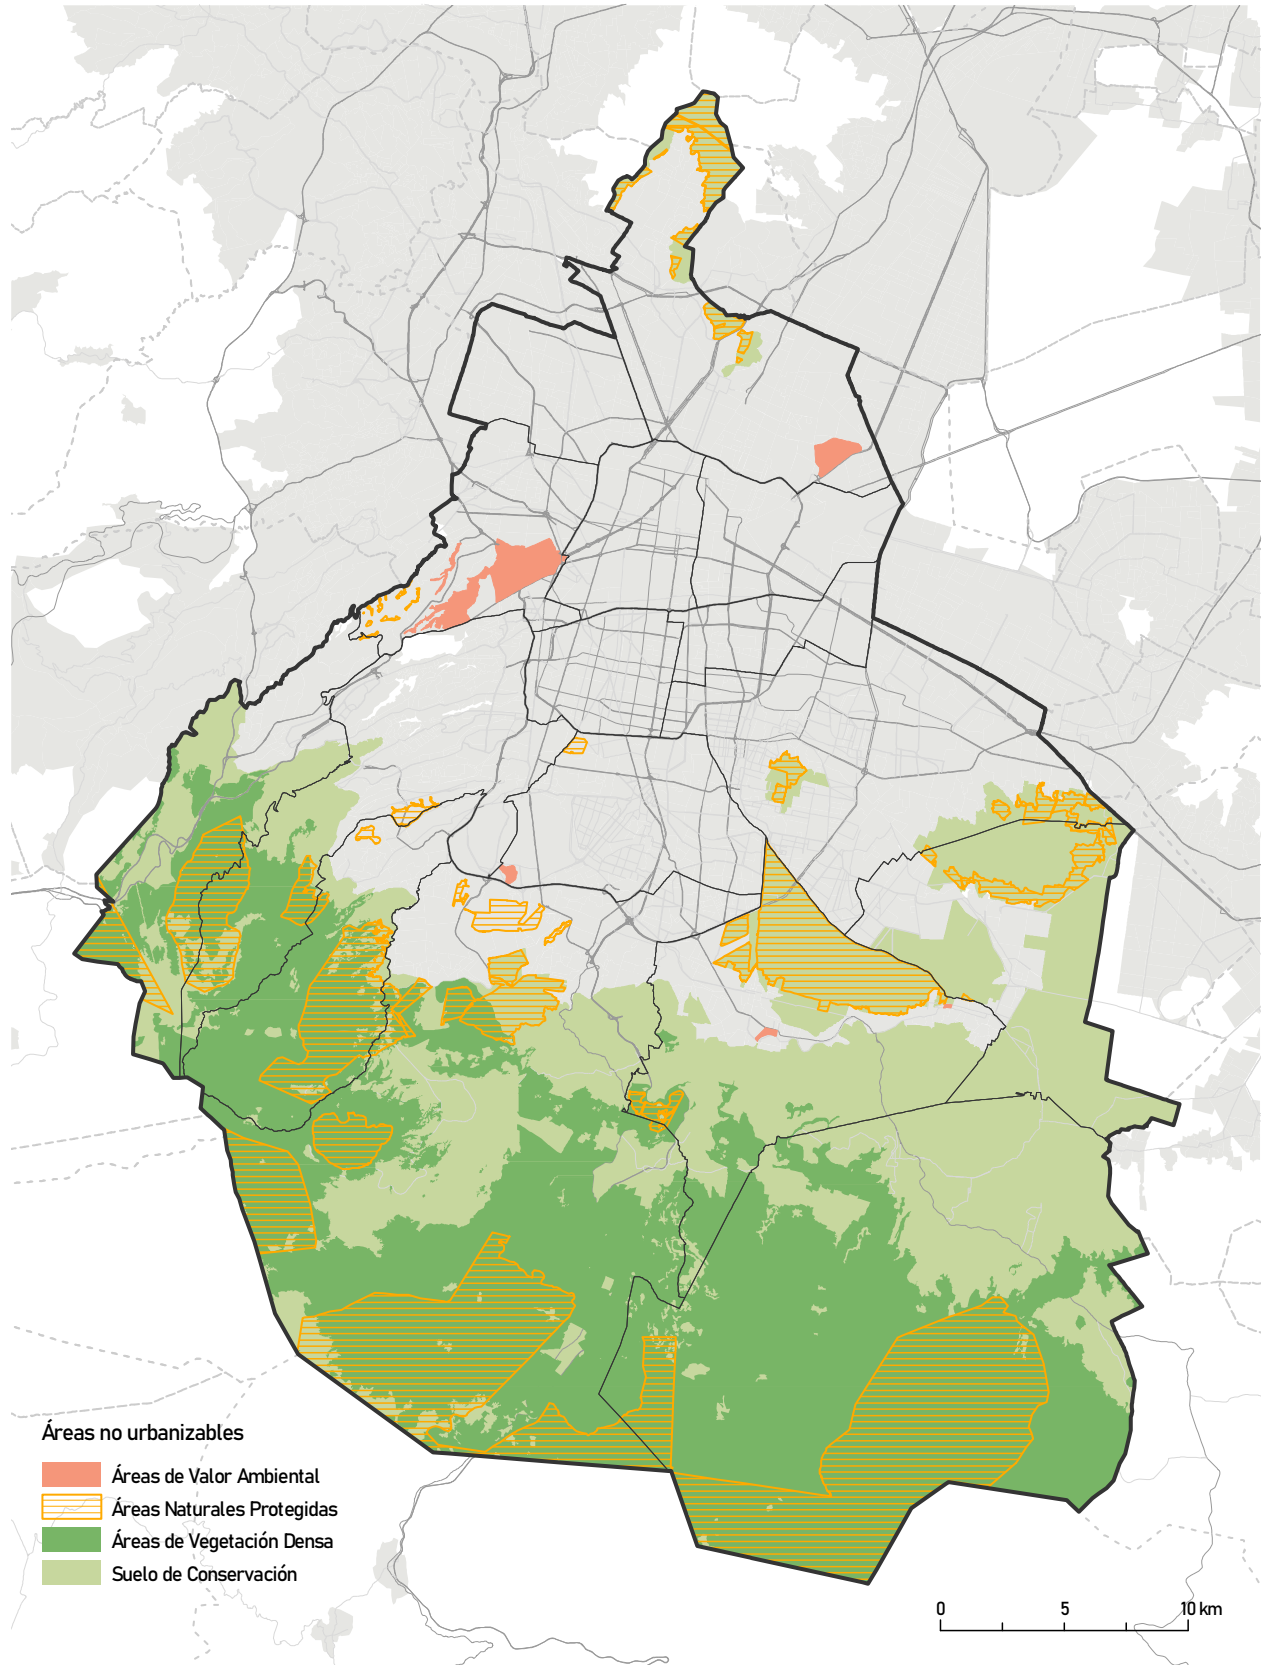 Áreas no urbanizables
Áreas de Valor Ambiental
Áreas Naturales Protegidas
Áreas de Vegetación Densa
Suelo de Conservación
0 5 10 km